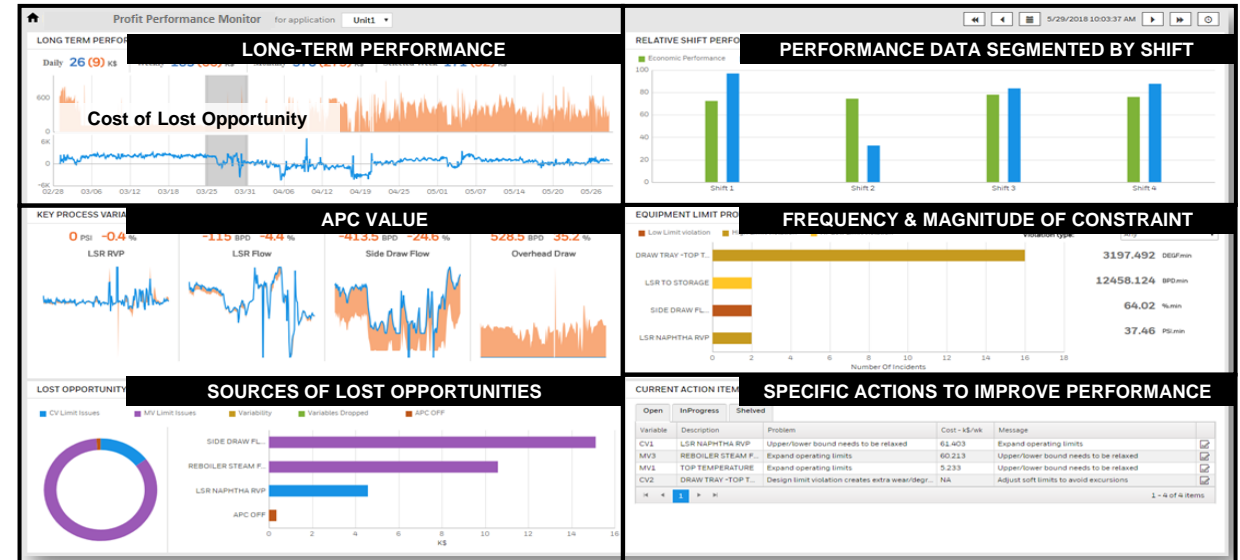 Profit Performance Monitor for application Unit1
5/29/2018 10:03:37 AM
LONG TERM PERFOR
LONG-TERM PERFORMANCE
Daily 26 (9) K$
Cost of Lost Opportunity
600
0
6K
0
-6K
02/28 03/06 03/12 03/18 03/25 03/31 04/06 04/12 04/19 04/25 05/01 05/07 05/14 05/20 05/26
RELATIVE SHIFT PERFO
PERFORMANCE DATA SEGMENTED BY SHIFT
Economic Performance
100
80
60
40
20
0
Shift 1 Shift 2 Shift 3 Shift 4
KEY PROCESS VARIA
APC VALUE
0 PSI -0.4 % -115 BPD -4.4 % -413.5 BPD -24.6 % 528.5 BPD 35.2 %
LSR RVP LSR Flow Side Draw Flow Overhead Draw
EQUIPMENT LIMIT PRO
FREQUENCY & MAGNITUDE OF CONSTRAINT
Low Limit violation
Violation type: Any
DRAW TRAY -TOP T... 3197.492 DEGF.min
LSR TO STORAGE 12458.124 BPD.min
SIDE DRAW FL... 64.02 %.min
LSR NAPHTHA RVP 37.46 PSI.min
0 2 4 6 8 10 12 14 16 18
Number Of Incidents
LOST OPPORTUNITY
SOURCES OF LOST OPPORTUNITIES
CV Limit Issues MV Limit Issues Variability Variables Dropped APC OFF
SIDE DRAW FL...
REBOILER STEAM F...
LSR NAPHTHA RVP
APC OFF
0 2 4 6 8 10 12 14 16
K$
CURRENT ACTION ITEM
SPECIFIC ACTIONS TO IMPROVE PERFORMANCE
Open InProgress Shelved
Variable Description Problem Cost - k$/wk Message
CV1 LSR NAPHTHA RVP Upper/lower bound needs to be relaxed 61.403 Expand operating limits
MV3 REBOILER STEAM F... Expand operating limits 60.213 Upper/lower bound needs to be relaxed
MV1 TOP TEMPERATURE Expand operating limits 5.233 Upper/lower bound needs to be relaxed
CV2 DRAW TRAY -TOP T... Design limit violation creates extra wear/degr... NA Adjust soft limits to avoid excursions
1
1 - 4 of 4 items